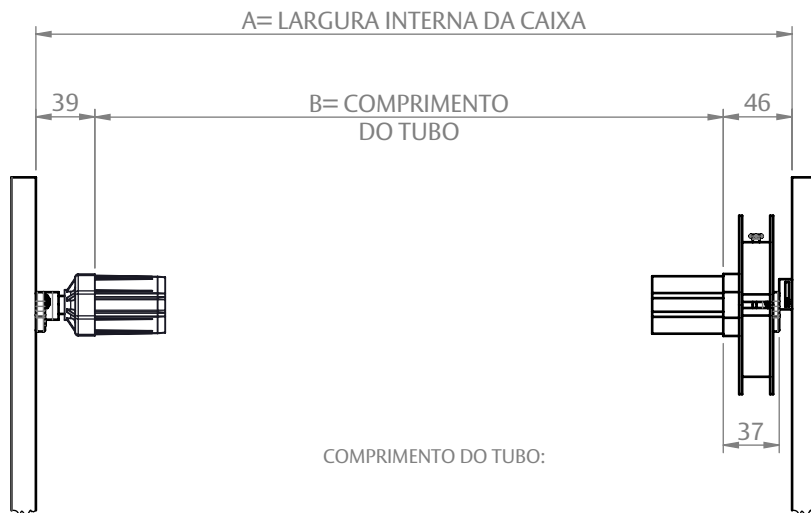 A= LARGURA INTERNA DA CAIXA
39
B= COMPRIMENTO
DO TUBO
46
37
COMPRIMENTO DO TUBO: